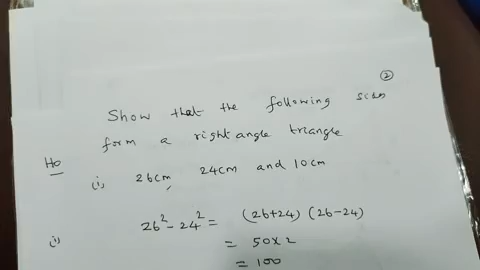 ②
Show that the following sides
form a right angle triangle
(i) 26cm, 24cm and 10cm
(i) 26² - 24² = (26+24) (26-24)
= 50 x 2
= 100